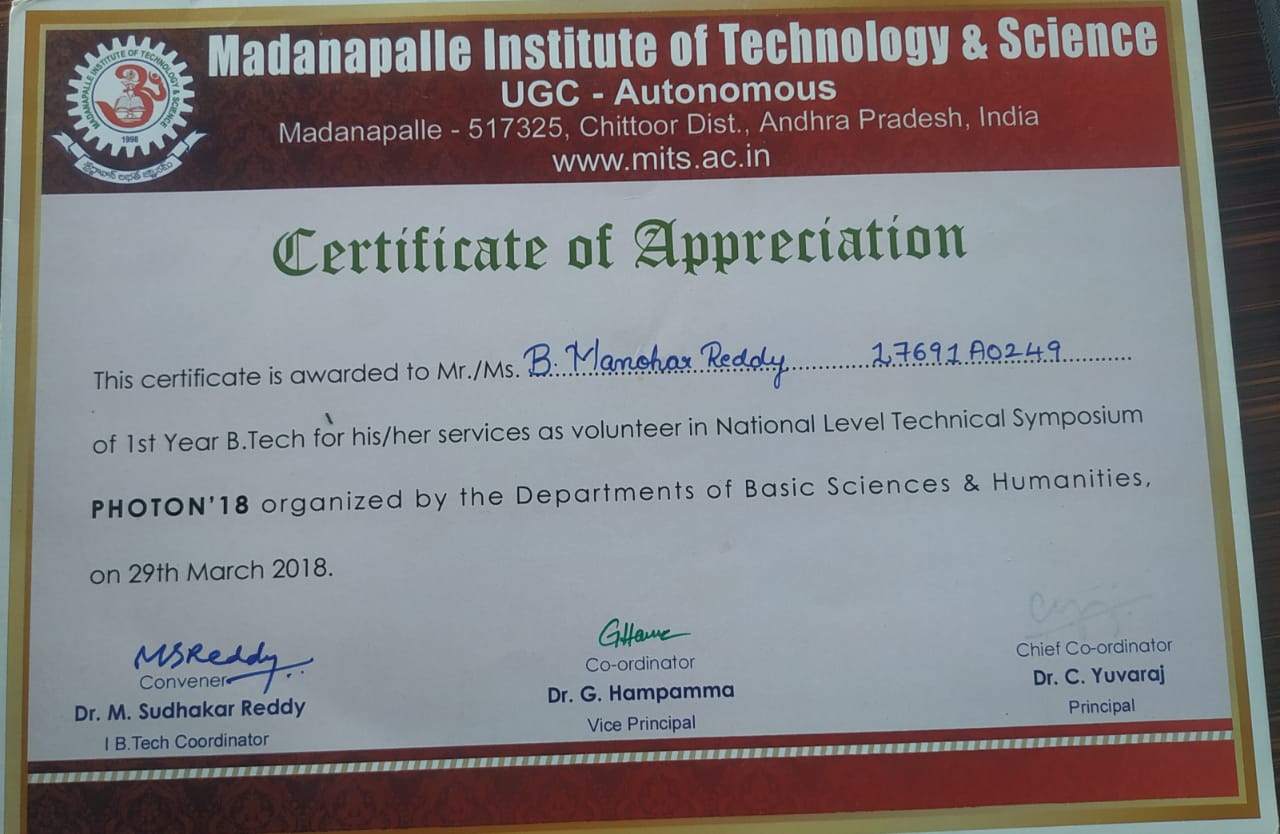 Madanapalle Institute of Technology & Science
UGC - Autonomous
Madanapalle - 517325, Chittoor Dist., Andhra Pradesh, India
www.mits.ac.in
MADANAPALLE INSTITUTE OF TECHNOLOGY & SCIENCE
1998
Certificate of Appreciation
This certificate is awarded to Mr./Ms. B. Manohar Reddy 17691A0249
of 1st Year B.Tech for his/her services as volunteer in National Level Technical Symposium
PHOTON'18 organized by the Departments of Basic Sciences & Humanities,
on 29th March 2018.
MSReddy
Convener
Dr. M. Sudhakar Reddy
I B.Tech Coordinator
Co-ordinator
Dr. G. Hampamma
Vice Principal
Chief Co-ordinator
Dr. C. Yuvaraj
Principal